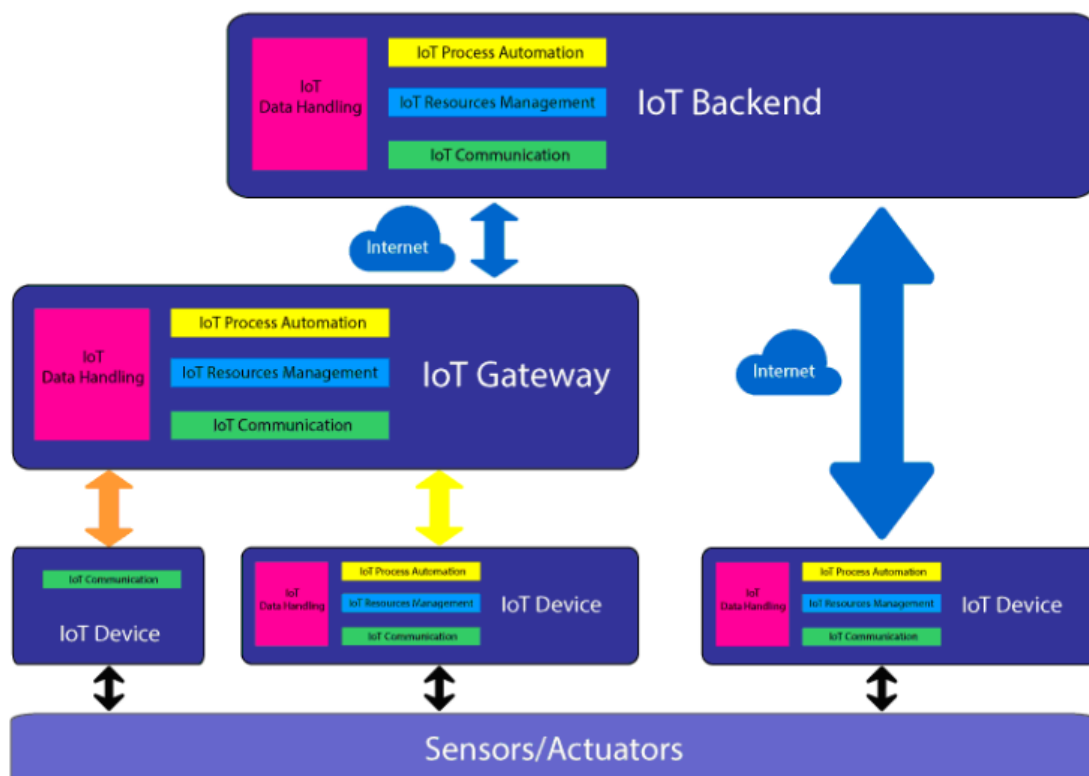 IoT
Data Handling
IoT Process Automation
IoT Resources Management
IoT Communication
IoT Backend
Internet
IoT
Data Handling
IoT Process Automation
IoT Resources Management
IoT Communication
IoT Gateway
Internet
IoT Communication
IoT Device
IoT
Data Handling
IoT Process Automation
IoT Resources Management
IoT Communication
IoT Device
IoT
Data Handling
IoT Process Automation
IoT Resources Management
IoT Communication
IoT Device
Sensors/Actuators